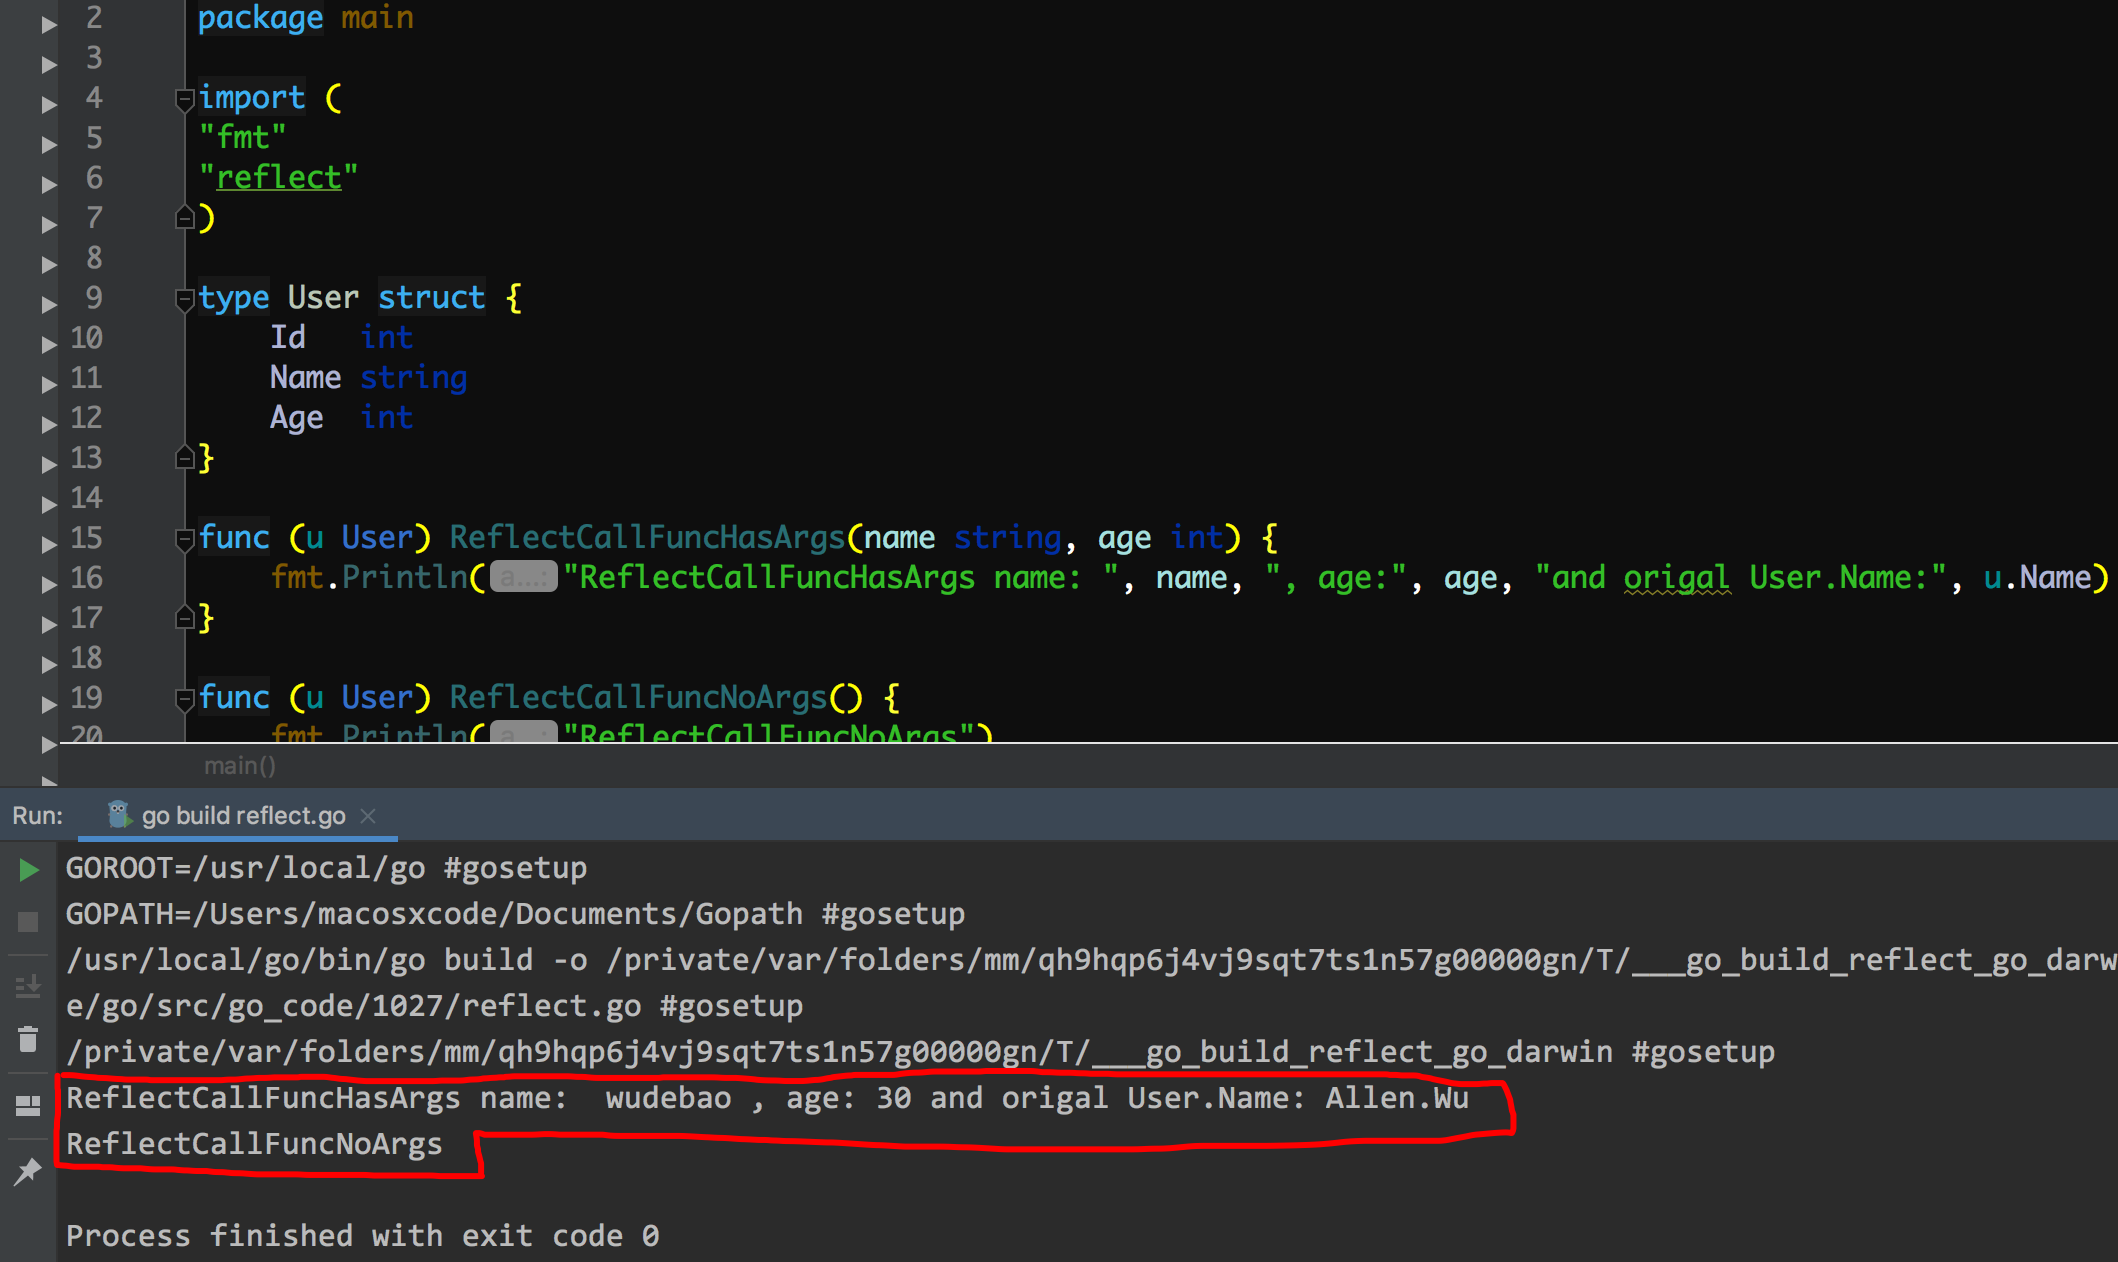 2 package main
3
4 import (
5 "fmt"
6 "reflect"
7 )
8
9 type User struct {
10 Id   int
11 Name string
12 Age  int
13 }
14
15 func (u User) ReflectCallFuncHasArgs(name string, age int) {
16 fmt.Println( a...: "ReflectCallFuncHasArgs name: ", name, ", age:", age, "and origal User.Name:", u.Name)
17 }
18
19 func (u User) ReflectCallFuncNoArgs() {
20 fmt.Println( a...: "ReflectCallFuncNoArgs")
main()
Run: go build reflect.go
GOROOT=/usr/local/go #gosetup
GOPATH=/Users/macosxcode/Documents/Gopath #gosetup
/usr/local/go/bin/go build -o /private/var/folders/mm/qh9hqp6j4vj9sqt7ts1n57g00000gn/T/___go_build_reflect_go_darw
e/go/src/go_code/1027/reflect.go #gosetup
/private/var/folders/mm/qh9hqp6j4vj9sqt7ts1n57g00000gn/T/___go_build_reflect_go_darwin #gosetup
ReflectCallFuncHasArgs name:  wudebao , age: 30 and origal User.Name: Allen.Wu
ReflectCallFuncNoArgs
Process finished with exit code 0